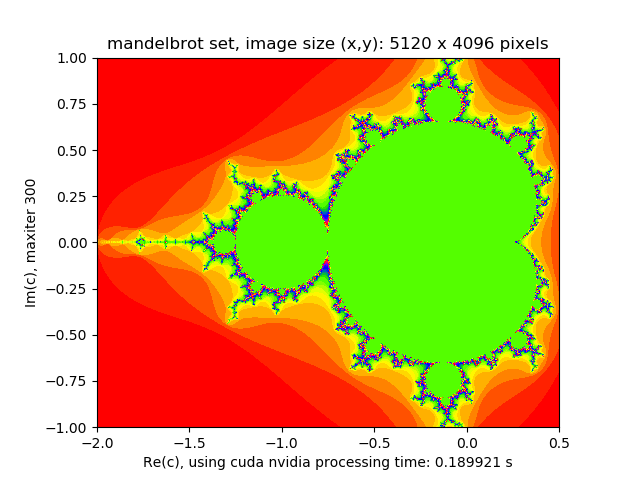 mandelbrot set, image size (x,y): 5120 x 4096 pixels
1.00
0.75
0.50
0.25
0.00
−0.25
−0.50
−0.75
−1.00
Im(c), maxiter 300
−2.0 −1.5 −1.0 −0.5 0.0 0.5
Re(c), using cuda nvidia processing time: 0.189921 s